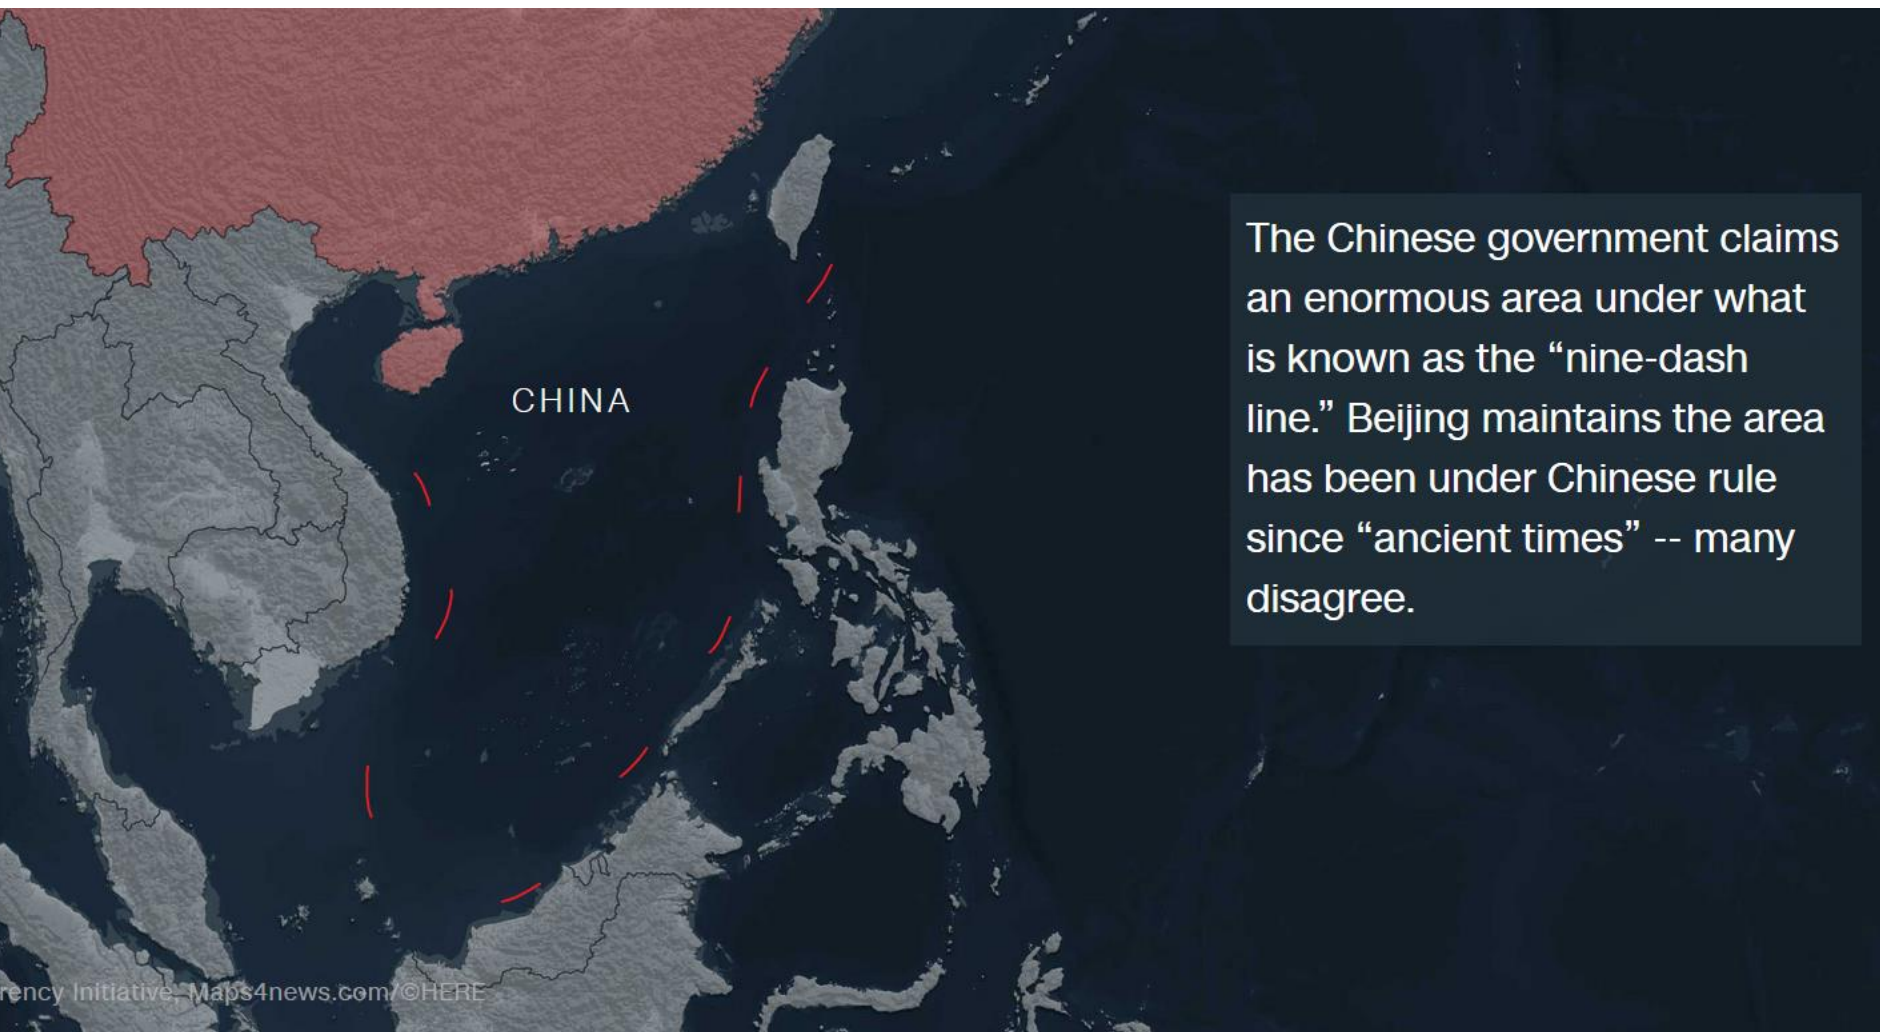 CHINA
The Chinese government claims
an enormous area under what
is known as the “nine-dash
line.” Beijing maintains the area
has been under Chinese rule
since “ancient times” -- many
disagree.
rency Initiative, Maps4news.com/©HERE